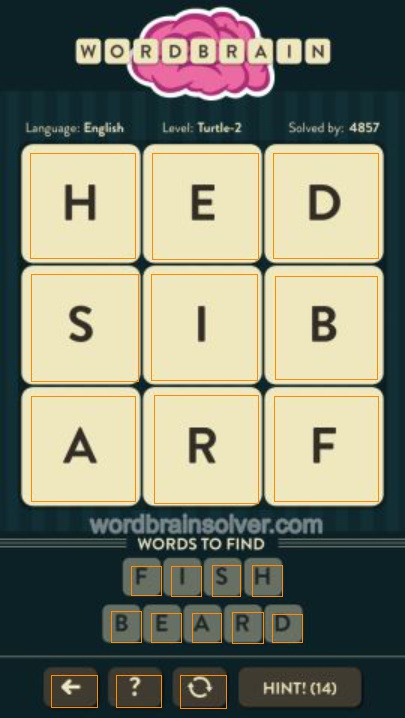 WORDBRAIN
Language: English Level: Turtle-2 Solved by: 4857
H E D
S I B
A R F
wordbrainsolver.com
WORDS TO FIND
F I S H
B E A R D
? HINT! (14)